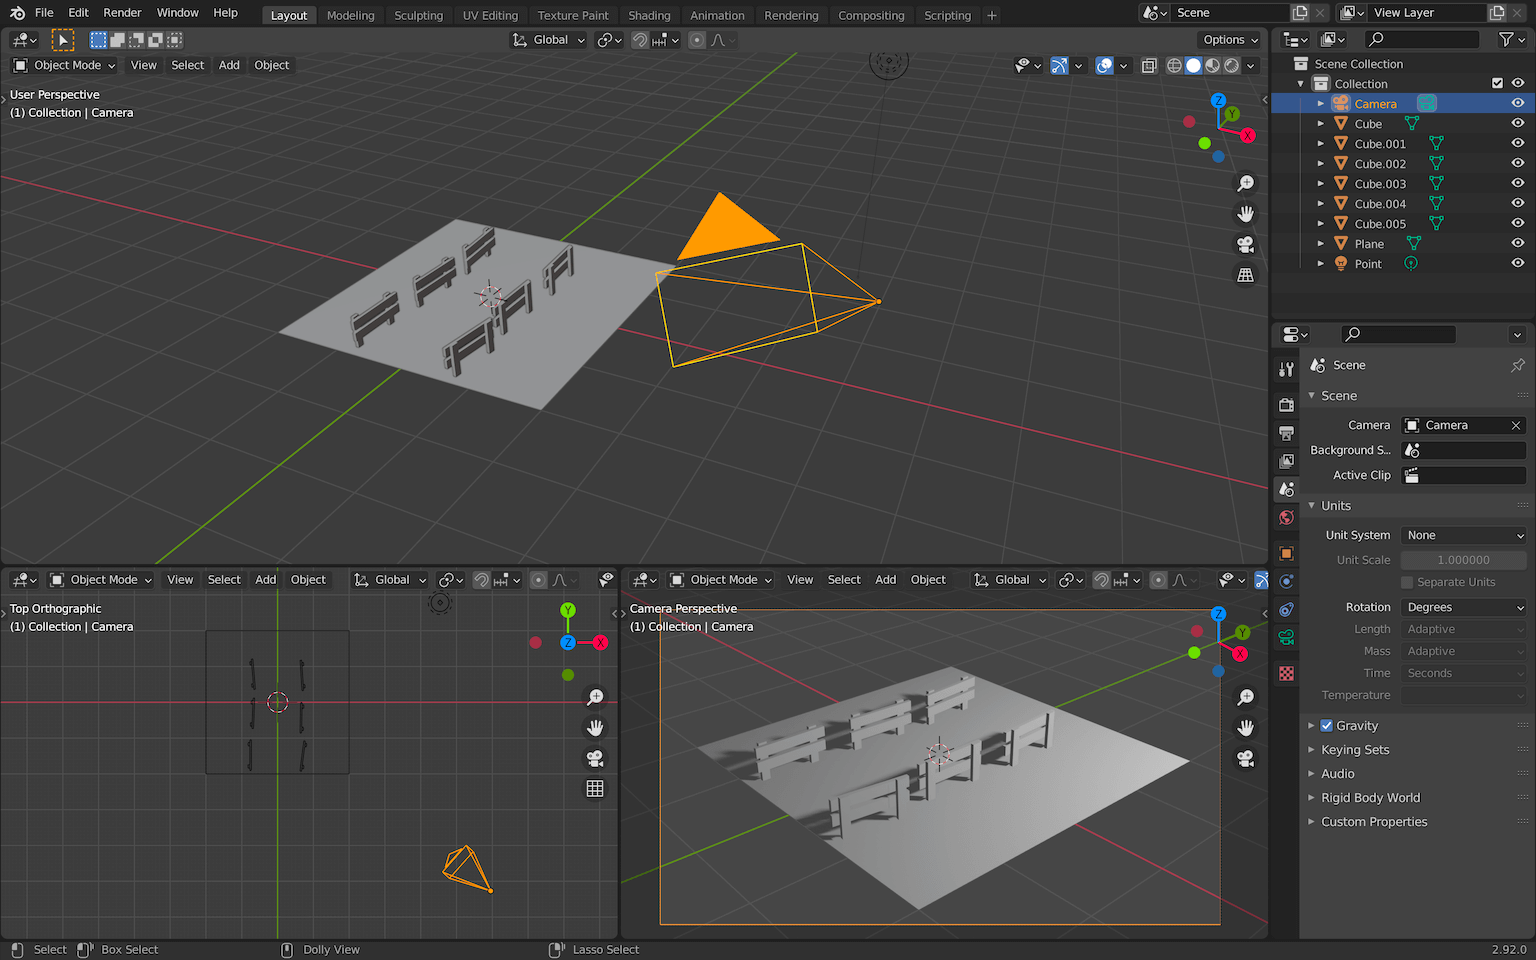 File Edit Render Window Help Layout Modeling Sculpting UV Editing Texture Paint Shading Animation Rendering Compositing Scripting + Scene View Layer
Global Options
Object Mode View Select Add Object
User Perspective
(1) Collection | Camera
Z
Y
X
Scene Collection
Collection
Camera
Cube
Cube.001
Cube.002
Cube.003
Cube.004
Cube.005
Plane
Point
Scene
Scene
Camera Camera
Background S...
Active Clip
Units
Unit System None
Unit Scale 1.000000
Separate Units
Rotation Degrees
Length Adaptive
Mass Adaptive
Time Seconds
Temperature
Gravity
Keying Sets
Audio
Rigid Body World
Custom Properties
Object Mode View Select Add Object Global
Top Orthographic
(1) Collection | Camera
Y
Z X
Object Mode View Select Add Object Global
Camera Perspective
(1) Collection | Camera
Z
Y
X
Select Box Select Dolly View Lasso Select 2.92.0